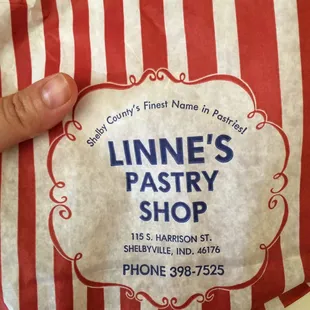 Shelby County's Finest Name in Pastries!
LINNE'S
PASTRY
SHOP
115 S. HARRISON ST.
SHELBYVILLE, IND. 46176
PHONE 398-7525